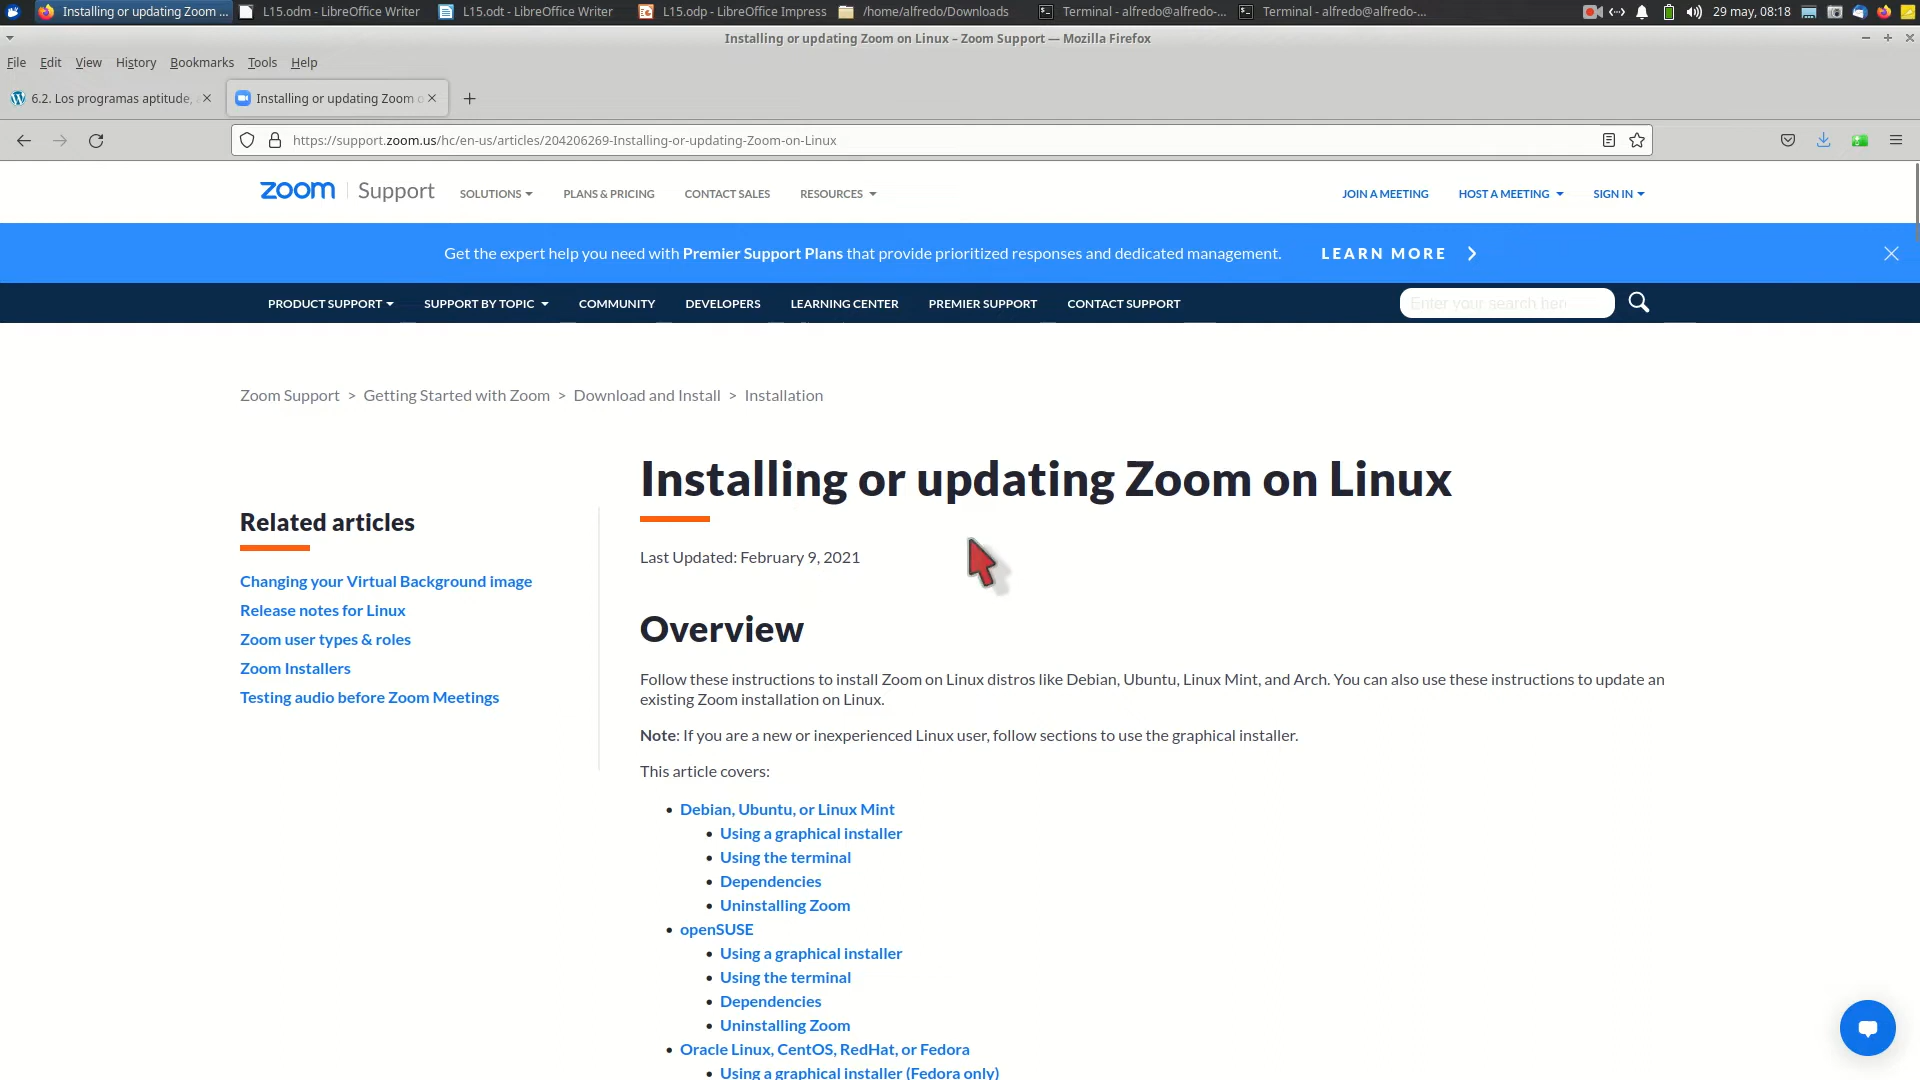 Installing or updating Zoom ...
L15.odm - LibreOffice Writer
L15.odt - LibreOffice Writer
L15.odp - LibreOffice Impress
/home/alfredo/Downloads
Terminal - alfredo@alfredo-...
Terminal - alfredo@alfredo-...
29 may, 08:18
Installing or updating Zoom on Linux – Zoom Support — Mozilla Firefox
File Edit View History Bookmarks Tools Help
6.2. Los programas aptitude,
Installing or updating Zoom o
https://support.zoom.us/hc/en-us/articles/204206269-Installing-or-updating-Zoom-on-Linux
zoom Support SOLUTIONS PLANS & PRICING CONTACT SALES RESOURCES JOIN A MEETING HOST A MEETING SIGN IN
Get the expert help you need with Premier Support Plans that provide prioritized responses and dedicated management. LEARN MORE
PRODUCT SUPPORT SUPPORT BY TOPIC COMMUNITY DEVELOPERS LEARNING CENTER PREMIER SUPPORT CONTACT SUPPORT Enter your search here
Zoom Support > Getting Started with Zoom > Download and Install > Installation
Installing or updating Zoom on Linux
Last Updated: February 9, 2021
Related articles
Changing your Virtual Background image
Release notes for Linux
Zoom user types & roles
Zoom Installers
Testing audio before Zoom Meetings
Overview
Follow these instructions to install Zoom on Linux distros like Debian, Ubuntu, Linux Mint, and Arch. You can also use these instructions to update an
existing Zoom installation on Linux.
Note: If you are a new or inexperienced Linux user, follow sections to use the graphical installer.
This article covers:
Debian, Ubuntu, or Linux Mint
Using a graphical installer
Using the terminal
Dependencies
Uninstalling Zoom
openSUSE
Using a graphical installer
Using the terminal
Dependencies
Uninstalling Zoom
Oracle Linux, CentOS, RedHat, or Fedora
Using a graphical installer (Fedora only)